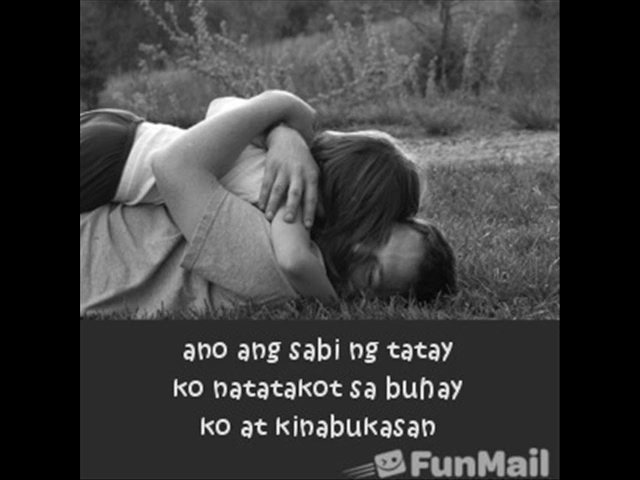 ano ang sabi ng tatay
ko natatakot sa buhay
ko at kinabukasan
FunMail